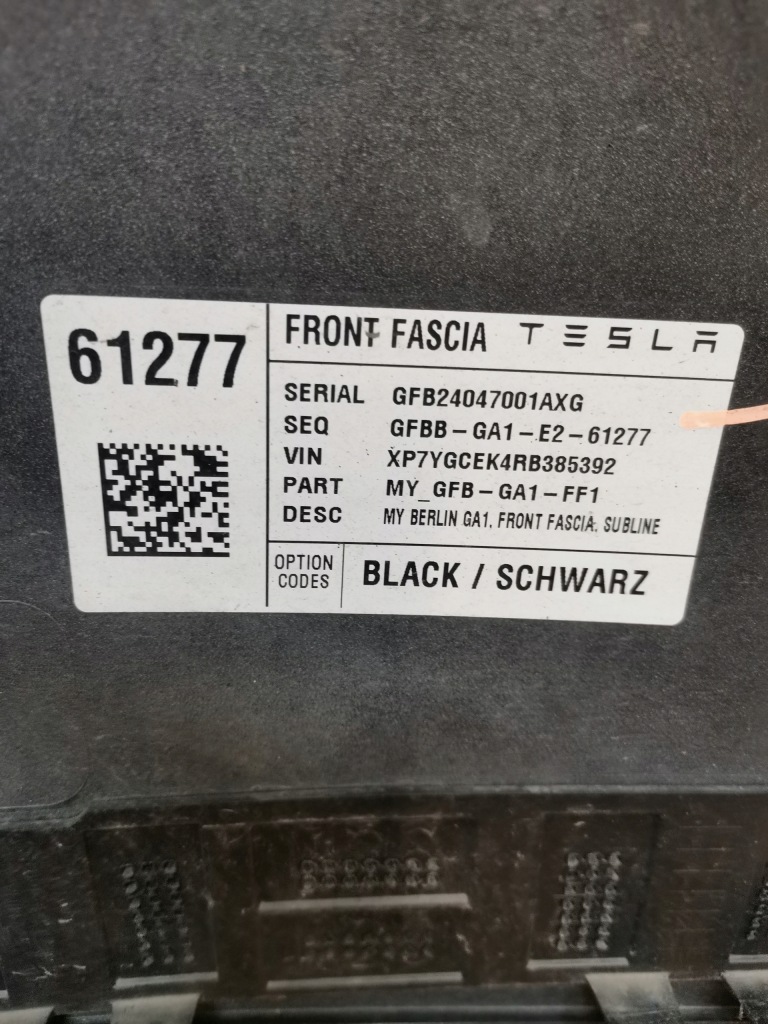 61277
FRONT FASCIA TESLA
SERIAL GFB24047001AXG
SEQ GFBB-GA1-E2-61277
VIN XP7YGCEK4RB385392
PART MY_GFB-GA1-FF1
DESC MY BERLIN GA1, FRONT FASCIA, SUBLINE
OPTION CODES BLACK / SCHWARZ